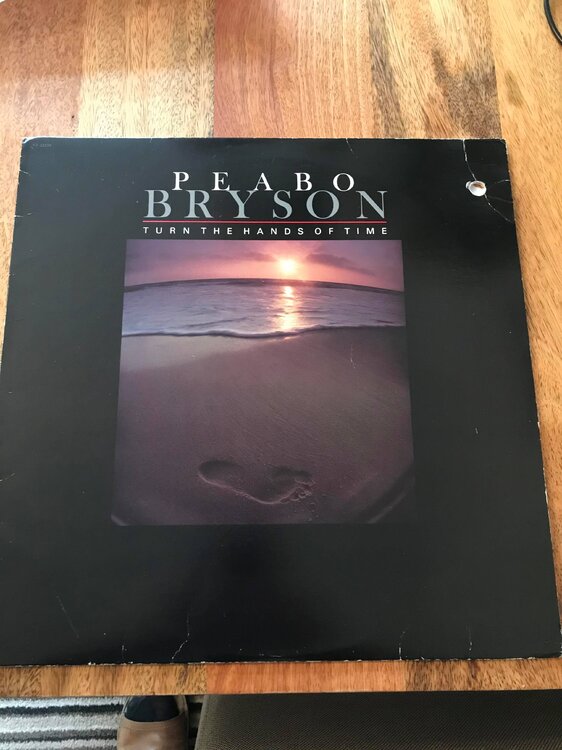 PEABO
BRYSON
TURN THE HANDS OF TIME